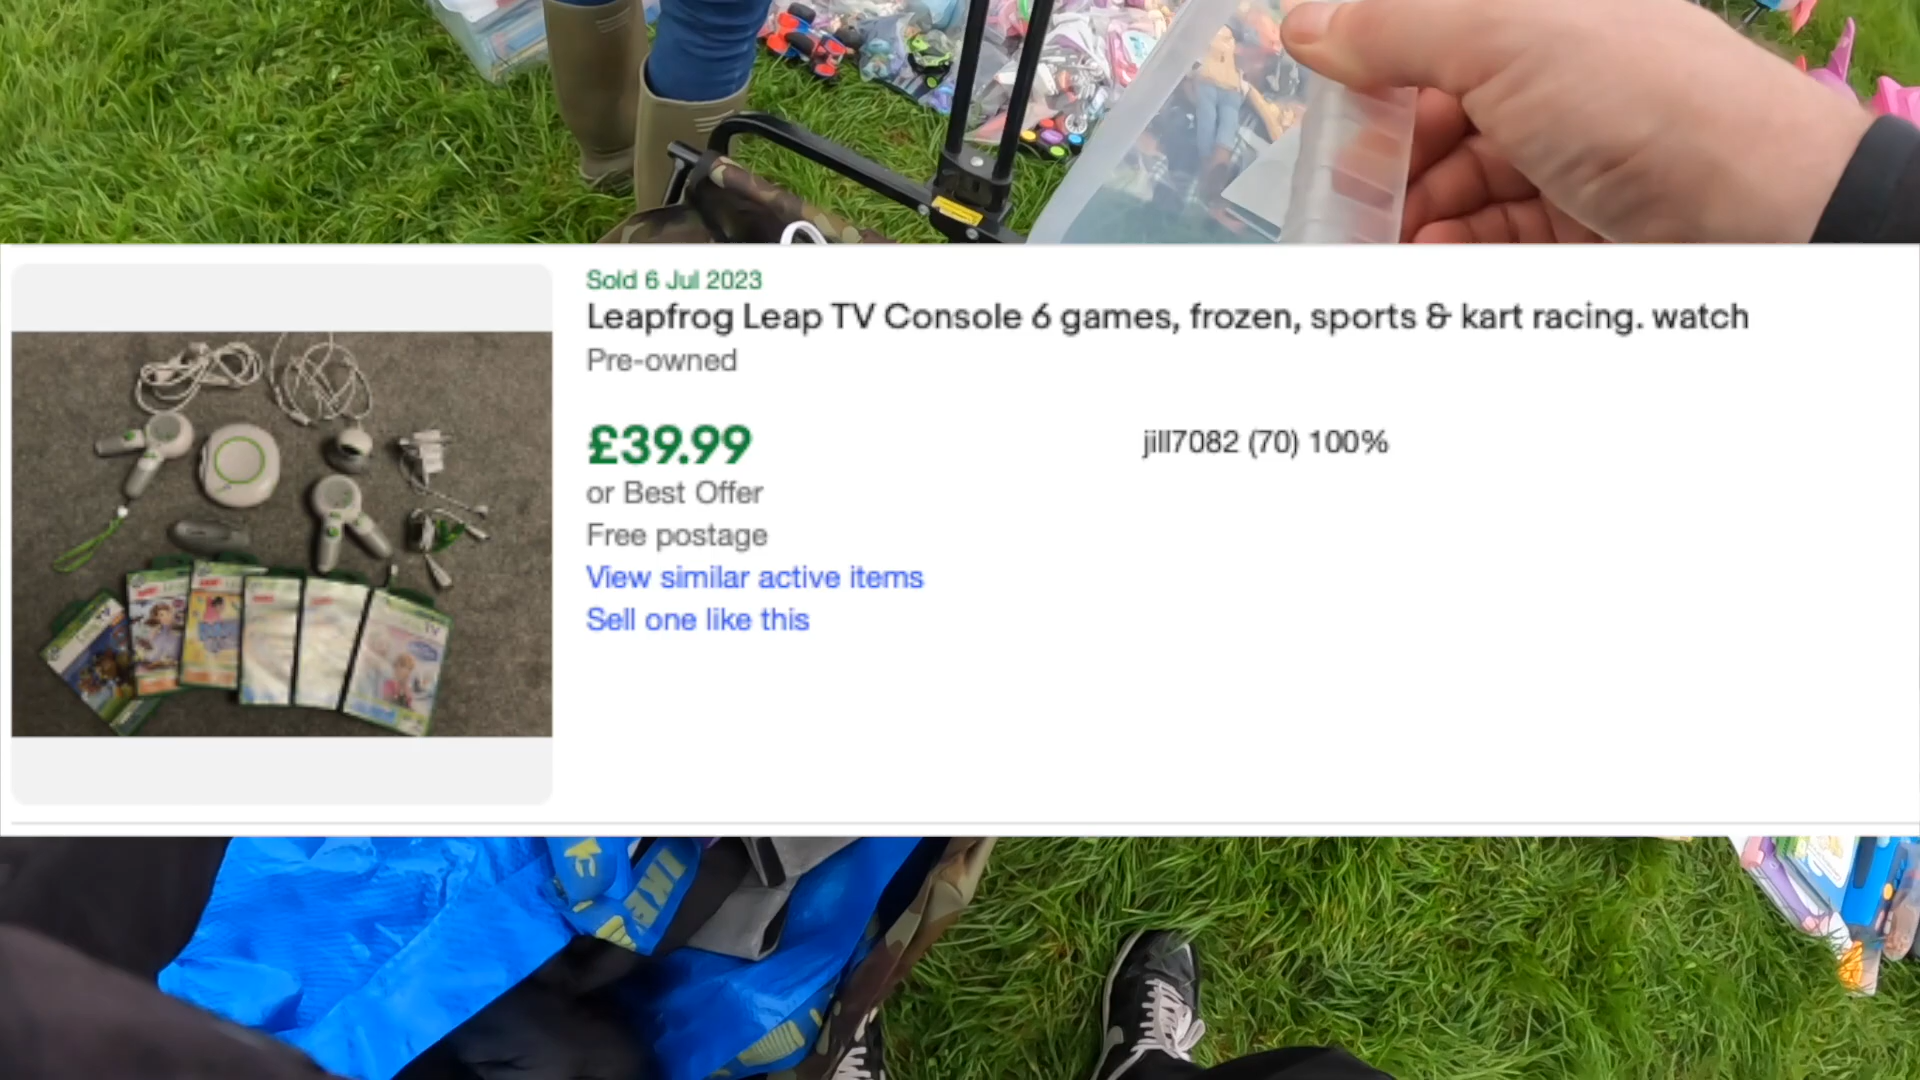 Sold 6 Jul 2023
Leapfrog Leap TV Console 6 games, frozen, sports & kart racing. watch
Pre-owned
£39.99
jill7082 (70) 100%
or Best Offer
Free postage
View similar active items
Sell one like this